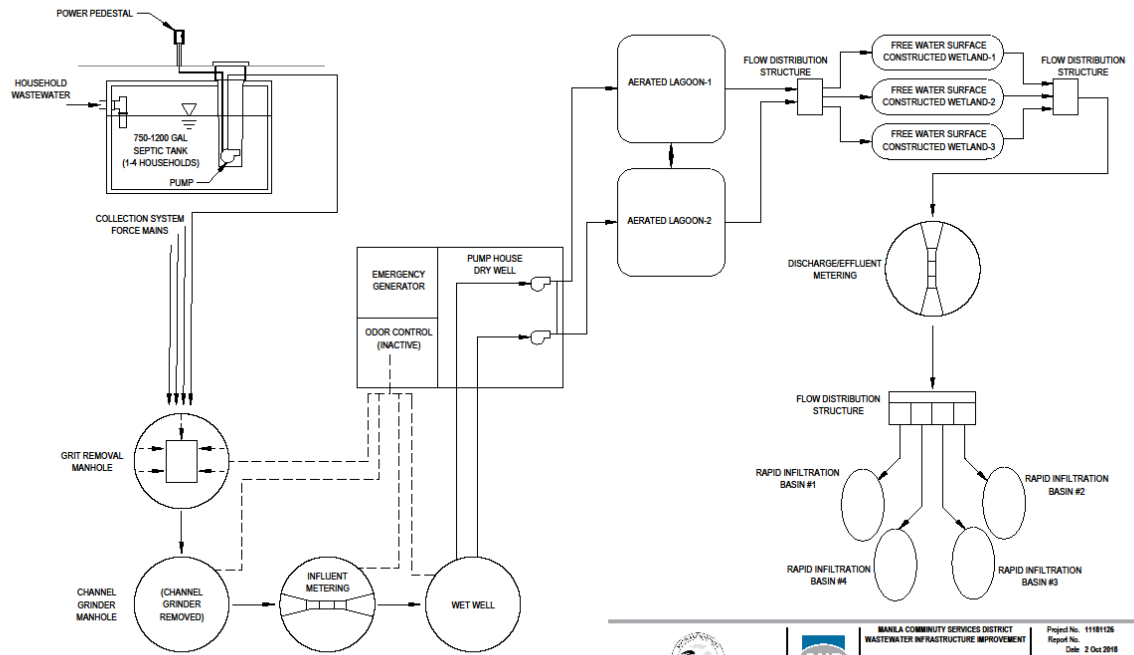 POWER PEDESTAL
HOUSEHOLD
WASTEWATER
750-1200 GAL
SEPTIC TANK
(1-4 HOUSEHOLDS)
PUMP
COLLECTION SYSTEM
FORCE MAINS
GRIT REMOVAL
MANHOLE
CHANNEL
GRINDER
MANHOLE
(CHANNEL
GRINDER
REMOVED)
INFLUENT
METERING
WET WELL
EMERGENCY
GENERATOR
ODOR CONTROL
(INACTIVE)
PUMP HOUSE
DRY WELL
AERATED LAGOON-1
AERATED LAGOON-2
FLOW DISTRIBUTION
STRUCTURE
FREE WATER SURFACE
CONSTRUCTED WETLAND-1
FREE WATER SURFACE
CONSTRUCTED WETLAND-2
FREE WATER SURFACE
CONSTRUCTED WETLAND-3
FLOW DISTRIBUTION
STRUCTURE
DISCHARGE/EFFLUENT
METERING
FLOW DISTRIBUTION
STRUCTURE
RAPID INFILTRATION
BASIN #1
RAPID INFILTRATION
BASIN #2
RAPID INFILTRATION
BASIN #4
RAPID INFILTRATION
BASIN #3
MANILA COMMINUTY SERVICES DISTRICT
WASTEWATER INFRASTRUCTURE IMPROVEMENT
Project No. 11181126
Report No.
Date 2 Oct 2018